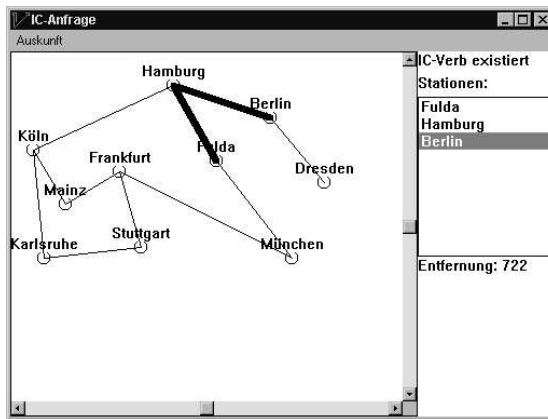 IC-Anfrage
Auskunft
Hamburg
Berlin
Köln
Frankfurt
Fulda
Dresden
Mainz
Karlsruhe
Stuttgart
München
IC-Verb existiert
Stationen:
Fulda
Hamburg
Berlin
Entfernung: 722